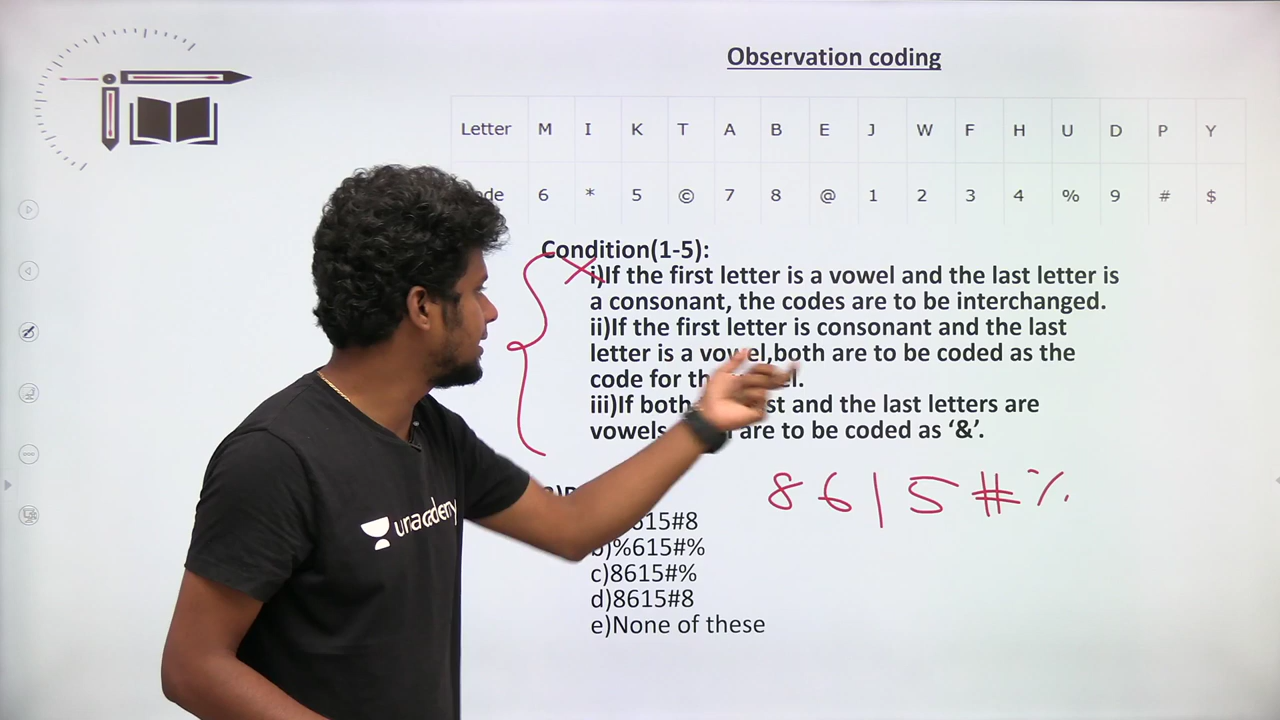 Observation coding
Letter M I K T A B E J W F H U D P Y
6 * 5 © 7 8 @ 1 2 3 4 % 9 # $
Condition(1-5):
i)If the first letter is a vowel and the last letter is
a consonant, the codes are to be interchanged.
ii)If the first letter is consonant and the last
letter is a vowel,both are to be coded as the
code for
iii)If both and the last letters are
vowels are to be coded as ‘&’.
8615#%
615#8
b)%615#%
c)8615#%
d)8615#8
e)None of these
unacademy